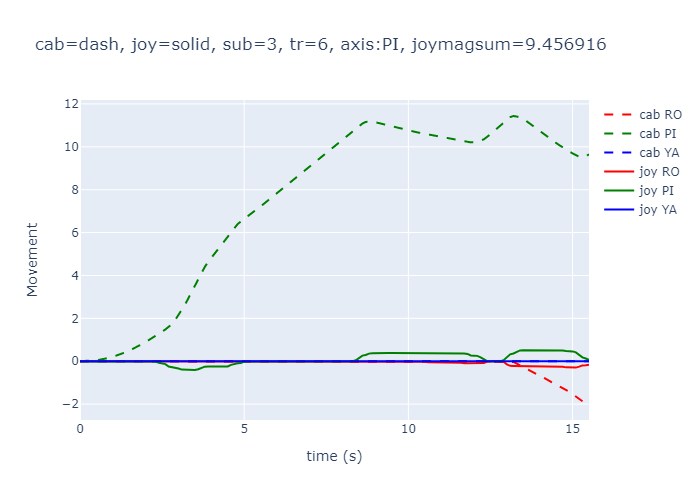 cab=dash, joy=solid, sub=3, tr=6, axis:PI, joymagsum=9.456916
12
10
8
6
4
2
0
−2
Movement
0
5
10
15
time (s)
cab RO
cab PI
cab YA
joy RO
joy PI
joy YA